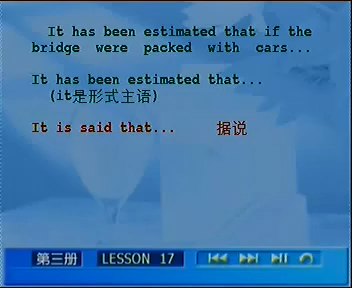 It has been estimated that if the
bridge were packed with cars...
It has been estimated that...
(it是形式主语)
It is said that... 据说
第三册 LESSON 17